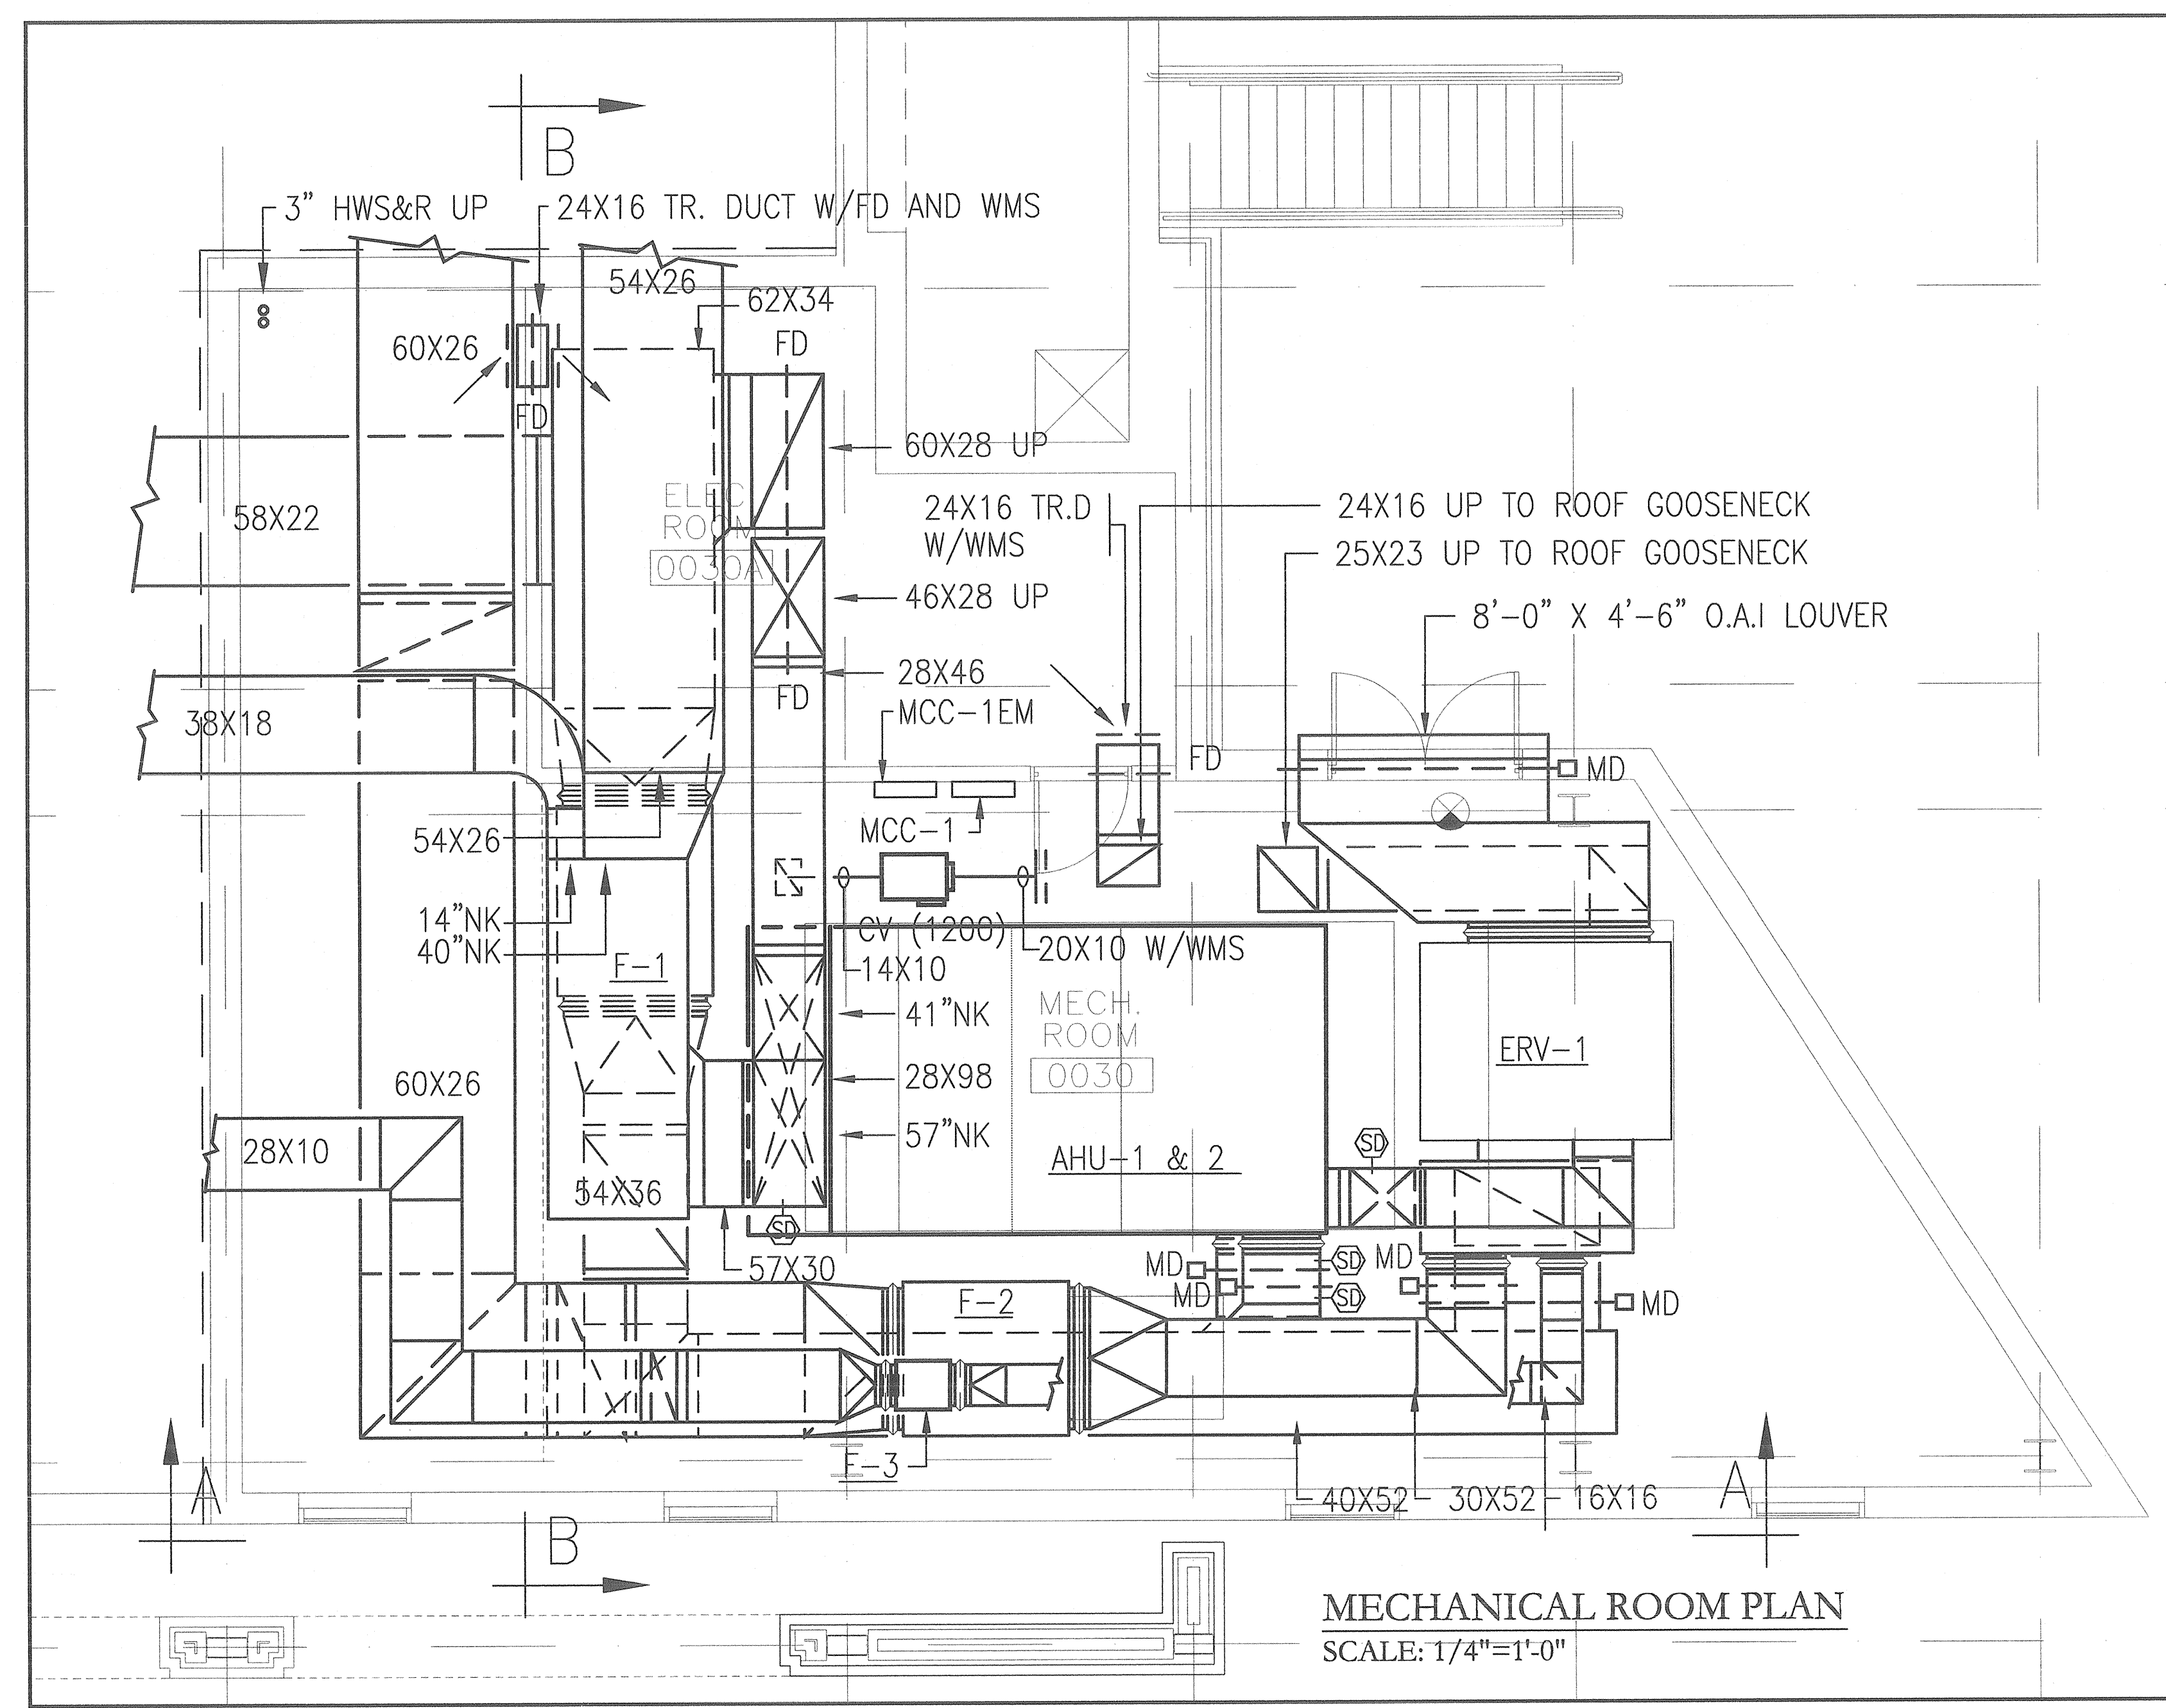 B
3” HWS&R UP
24X16 TR. DUCT W/FD AND WMS
54X26
62X34
60X26
FD
FD
60X28 UP
58X22
ELEC
ROOM
0030A
24X16 TR.D
W/WMS
24X16 UP TO ROOF GOOSENECK
25X23 UP TO ROOF GOOSENECK
46X28 UP
8’-0” X 4’-6” O.A.I LOUVER
28X46
FD
MCC-1EM
38X18
FD
MD
54X26
MCC-1
14”NK
40”NK
CV (1200)
14X10
20X10 W/WMS
F-1
41”NK
MECH.
ROOM
0030
ERV-1
28X98
60X26
57”NK
28X10
AHU-1 & 2
SD
54X36
SD
57X30
MD
SD
MD
MD
SD
MD
F-2
F-3
A
40X52
30X52
16X16
A
B
MECHANICAL ROOM PLAN
SCALE: 1/4"=1'-0"